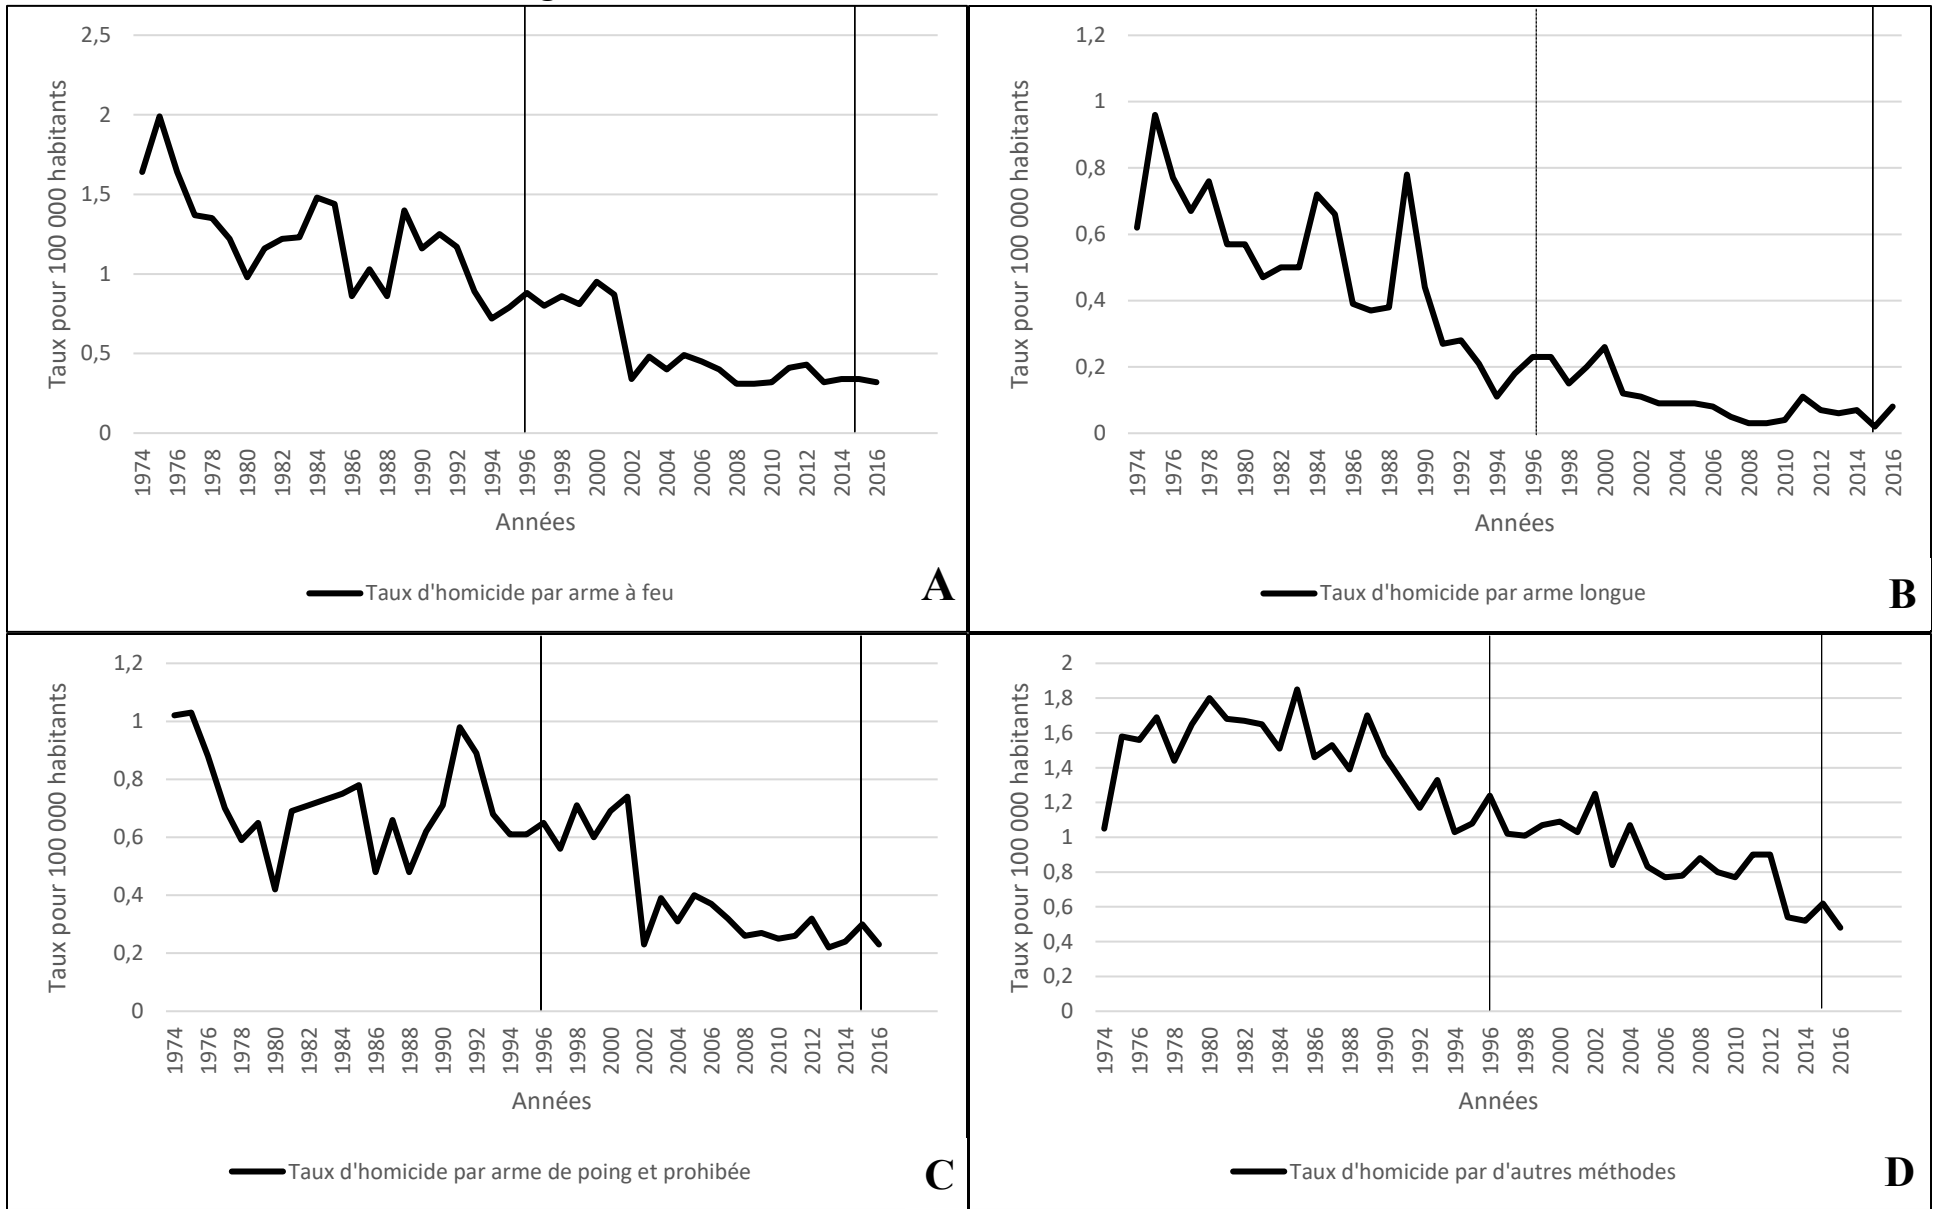 2,5
2
1,5
1
0,5
0
Taux pour 100 000 habitants
1974 1976 1978 1980 1982 1984 1986 1988 1990 1992 1994 1996 1998 2000 2002 2004 2006 2008 2010 2012 2014 2016
Années
Taux d'homicide par arme à feu
A
1,2
1
0,8
0,6
0,4
0,2
0
Taux pour 100 000 habitants
1974 1976 1978 1980 1982 1984 1986 1988 1990 1992 1994 1996 1998 2000 2002 2004 2006 2008 2010 2012 2014 2016
Années
Taux d'homicide par arme longue
B
1,2
1
0,8
0,6
0,4
0,2
0
Taux pour 100 000 habitants
1974 1976 1978 1980 1982 1984 1986 1988 1990 1992 1994 1996 1998 2000 2002 2004 2006 2008 2010 2012 2014 2016
Années
Taux d'homicide par arme de poing et prohibée
C
2
1,8
1,6
1,4
1,2
1
0,8
0,6
0,4
0,2
0
Taux pour 100 000 habitants
1974 1976 1978 1980 1982 1984 1986 1988 1990 1992 1994 1996 1998 2000 2002 2004 2006 2008 2010 2012 2014 2016
Années
Taux d'homicide par d'autres méthodes
D